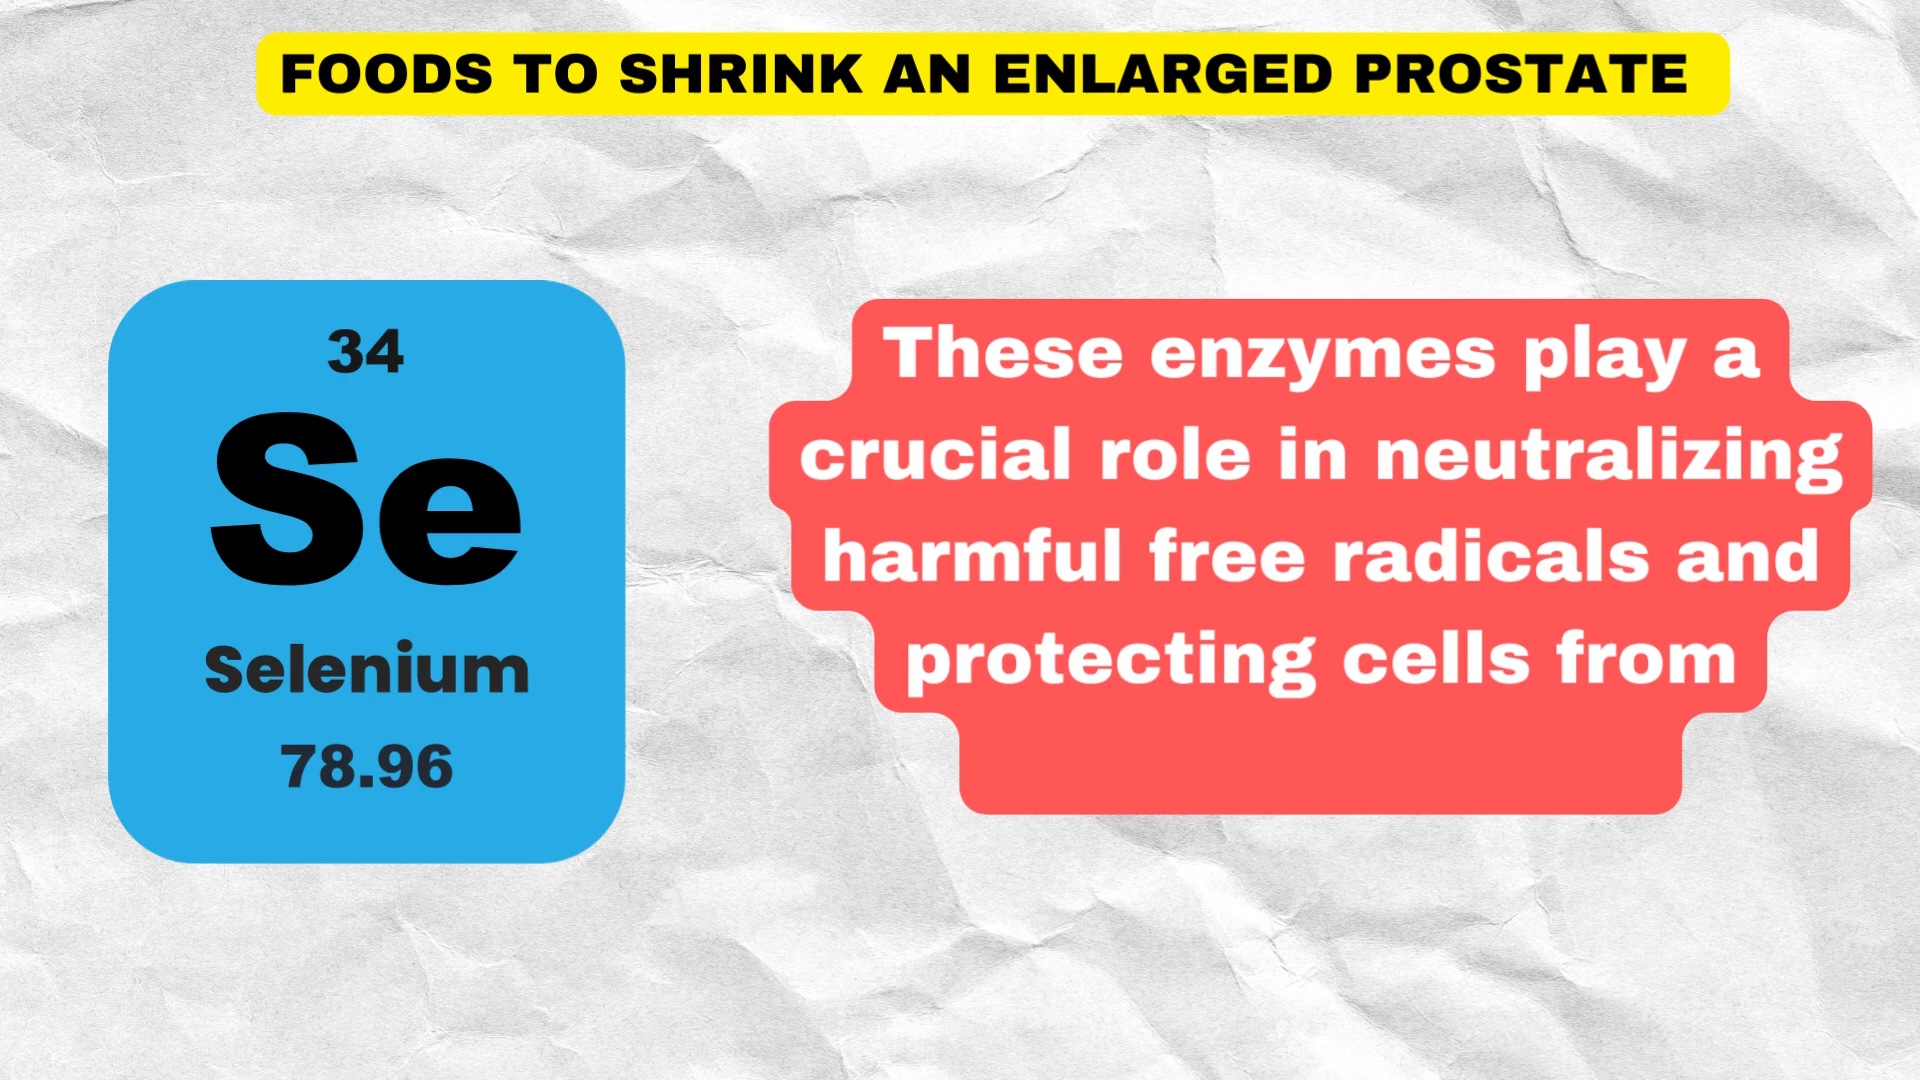 FOODS TO SHRINK AN ENLARGED PROSTATE
34
Se
Selenium
78.96
These enzymes play a
crucial role in neutralizing
harmful free radicals and
protecting cells from